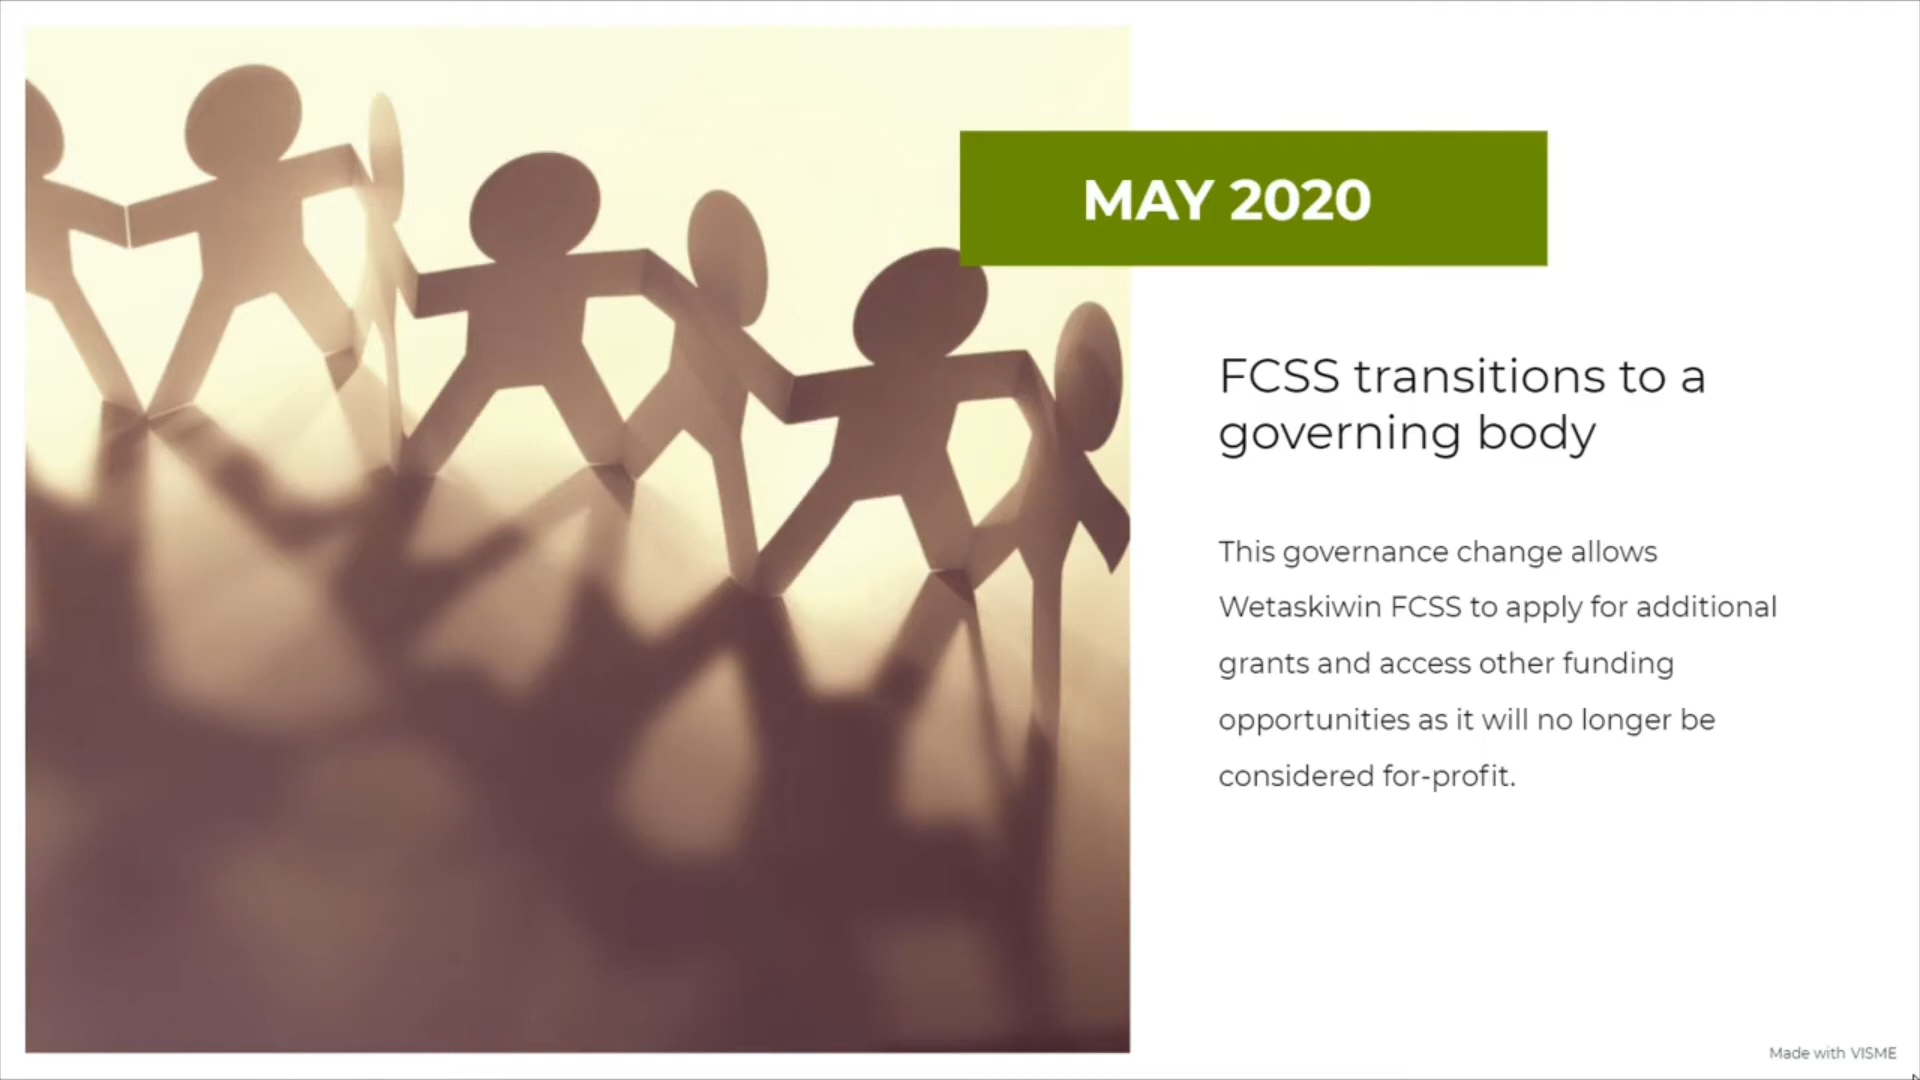 MAY 2020
FCSS transitions to a
governing body
This governance change allows
Wetaskiwin FCSS to apply for additional
grants and access other funding
opportunities as it will no longer be
considered for-profit.
Made with VISME